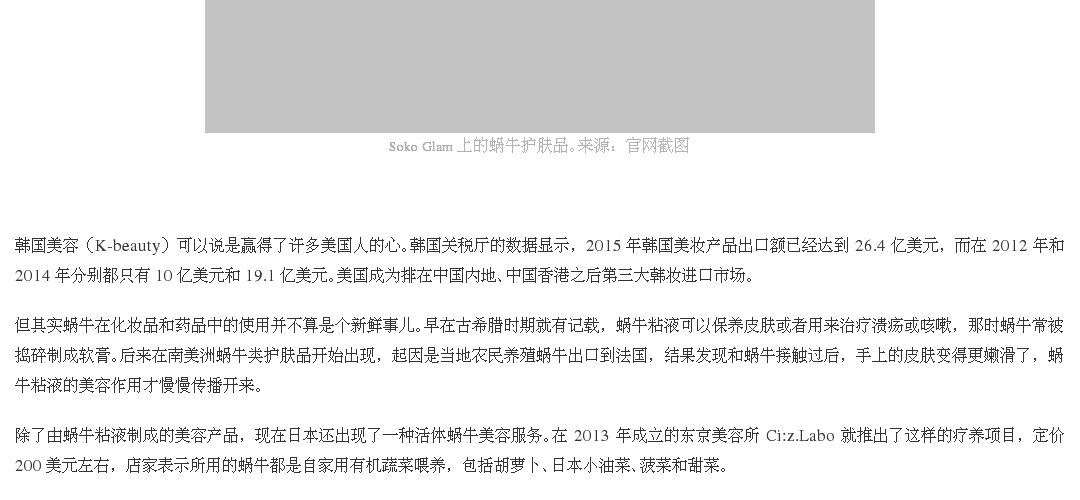 Soko Glam 上的蜗牛护肤品。来源：官网截图
韩国美容（K-beauty）可以说是赢得了许多美国人的心。韩国关税厅的数据显示，2015 年韩国美妆产品出口额已经达到 26.4 亿美元，而在 2012 年和
2014 年分别都只有 10 亿美元和 19.1 亿美元。美国成为排在中国内地、中国香港之后第三大韩妆进口市场。
但其实蜗牛在化妆品和药品中的使用并不算是个新鲜事儿。早在古希腊时期就有记载，蜗牛粘液可以保养皮肤或者用来治疗溃疡或咳嗽，那时蜗牛常被
捣碎制成软膏。后来在南美洲蜗牛类护肤品开始出现，起因是当地农民养殖蜗牛出口到法国，结果发现和蜗牛接触过后，手上的皮肤变得更嫩滑了，蜗
牛粘液的美容作用才慢慢传播开来。
除了由蜗牛粘液制成的美容产品，现在日本还出现了一种活体蜗牛美容服务。在 2013 年成立的东京美容所 Ci:z.Labo 就推出了这样的疗养项目，定价
200 美元左右，店家表示所用的蜗牛都是自家用有机蔬菜喂养，包括胡萝卜、日本小油菜、菠菜和甜菜。